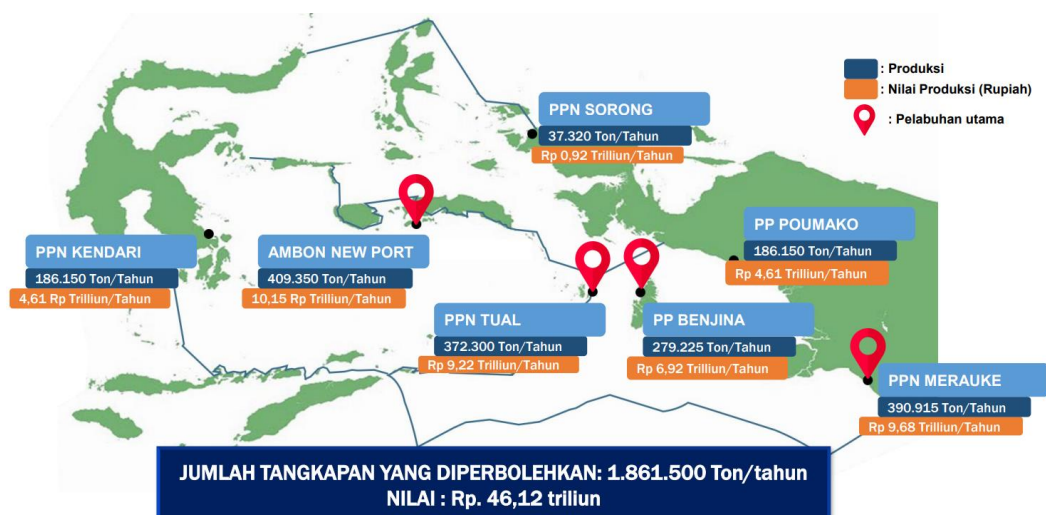 : Produksi
: Nilai Produksi (Rupiah)
: Pelabuhan utama
PPN SORONG
37.320 Ton/Tahun
Rp 0,92 Trilliun/Tahun
PPN KENDARI
186.150 Ton/Tahun
4,61 Rp Trilliun/Tahun
AMBON NEW PORT
409.350 Ton/Tahun
10,15 Rp Trilliun/Tahun
PP POUMAKO
186.150 Ton/Tahun
Rp 4,61 Trilliun/Tahun
PPN TUAL
372.300 Ton/Tahun
Rp 9,22 Trilliun/Tahun
PP BENJINA
279.225 Ton/Tahun
Rp 6,92 Trilliun/Tahun
PPN MERAUKE
390.915 Ton/Tahun
Rp 9,68 Trilliun/Tahun
JUMLAH TANGKAPAN YANG DIPERBOLEHKAN: 1.861.500 Ton/tahun
NILAI : Rp. 46,12 triliun